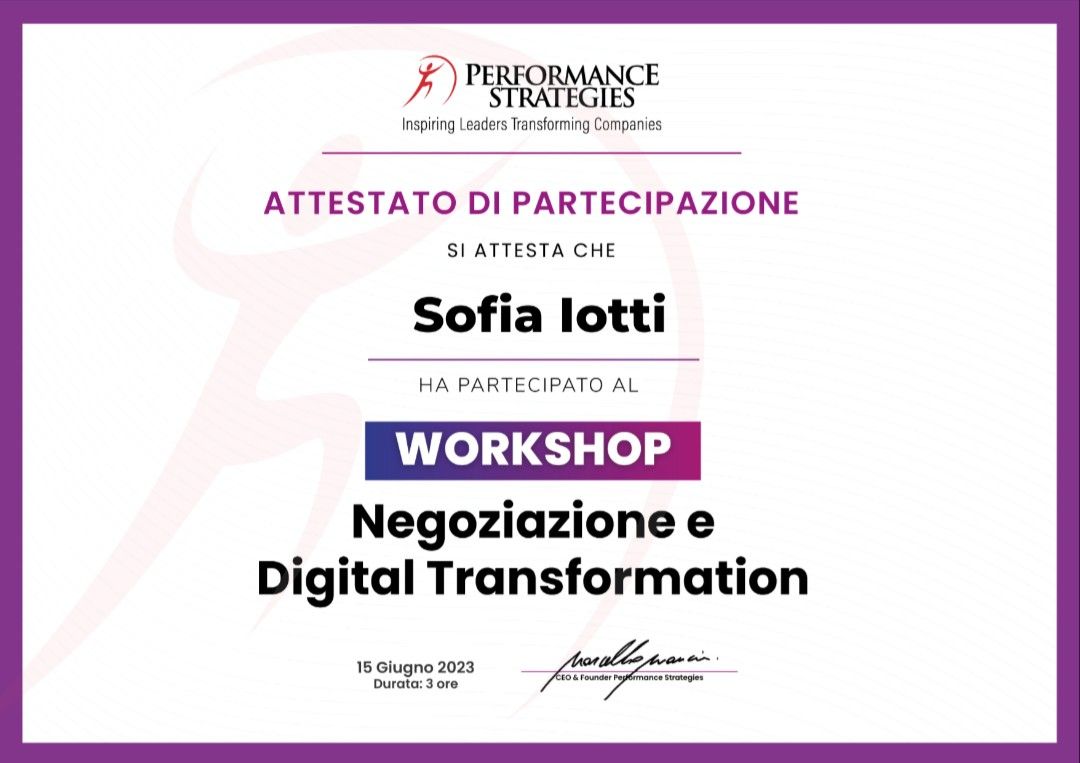 PERFORMANCE
STRATEGIES
Inspiring Leaders Transforming Companies
ATTESTATO DI PARTECIPAZIONE
SI ATTESTA CHE
Sofia Iotti
HA PARTECIPATO AL
WORKSHOP
Negoziazione e
Digital Transformation
15 Giugno 2023
Durata: 3 ore
CEO & Founder Performance Strategies